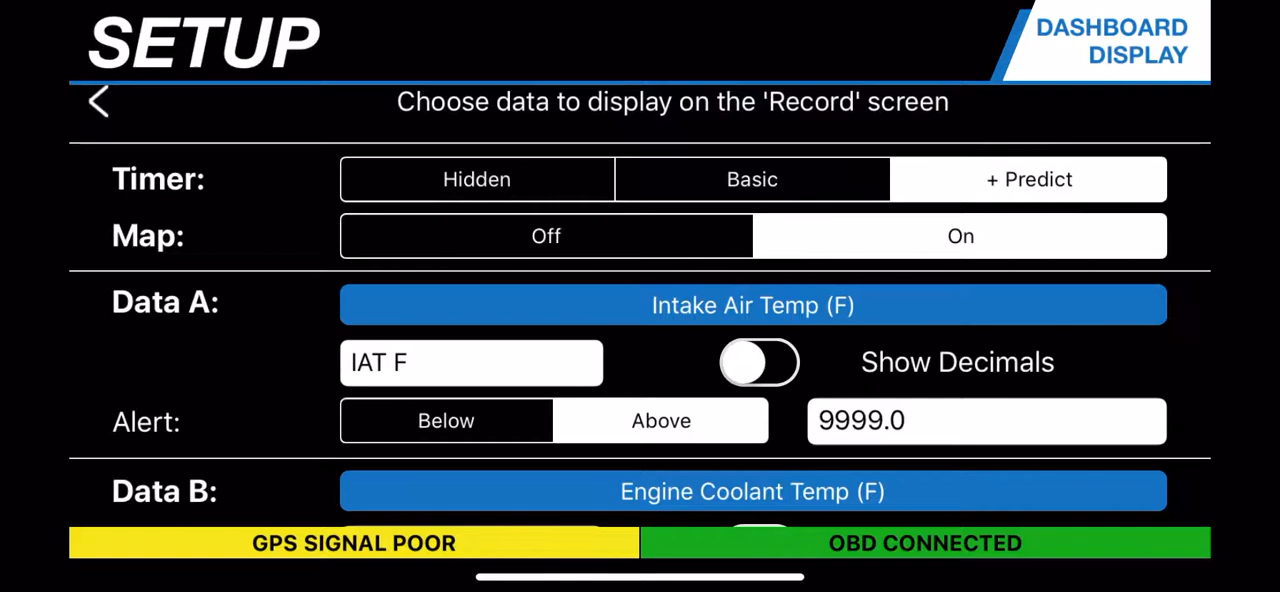 SETUP
DASHBOARD
DISPLAY
Choose data to display on the 'Record' screen
Timer: Hidden Basic + Predict
Map: Off On
Data A: Intake Air Temp (F)
IAT F Show Decimals
Alert: Below Above 9999.0
Data B: Engine Coolant Temp (F)
GPS SIGNAL POOR OBD CONNECTED